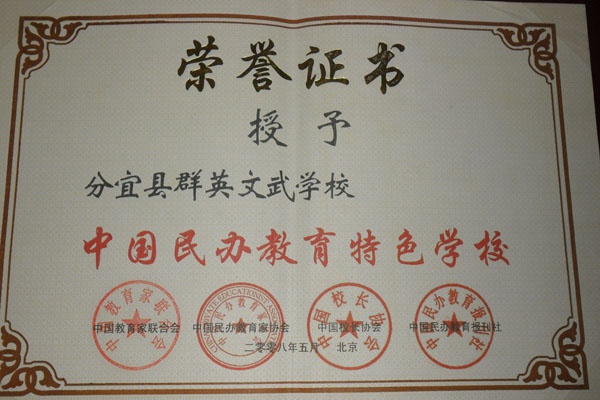 荣誉证书
授予
分宜县群英文武学校
中国民办教育特色学校
中国教育家联合会 中国民办教育家协会 中国校长协会 中国民办教育报刊社
二零零八年五月 北京